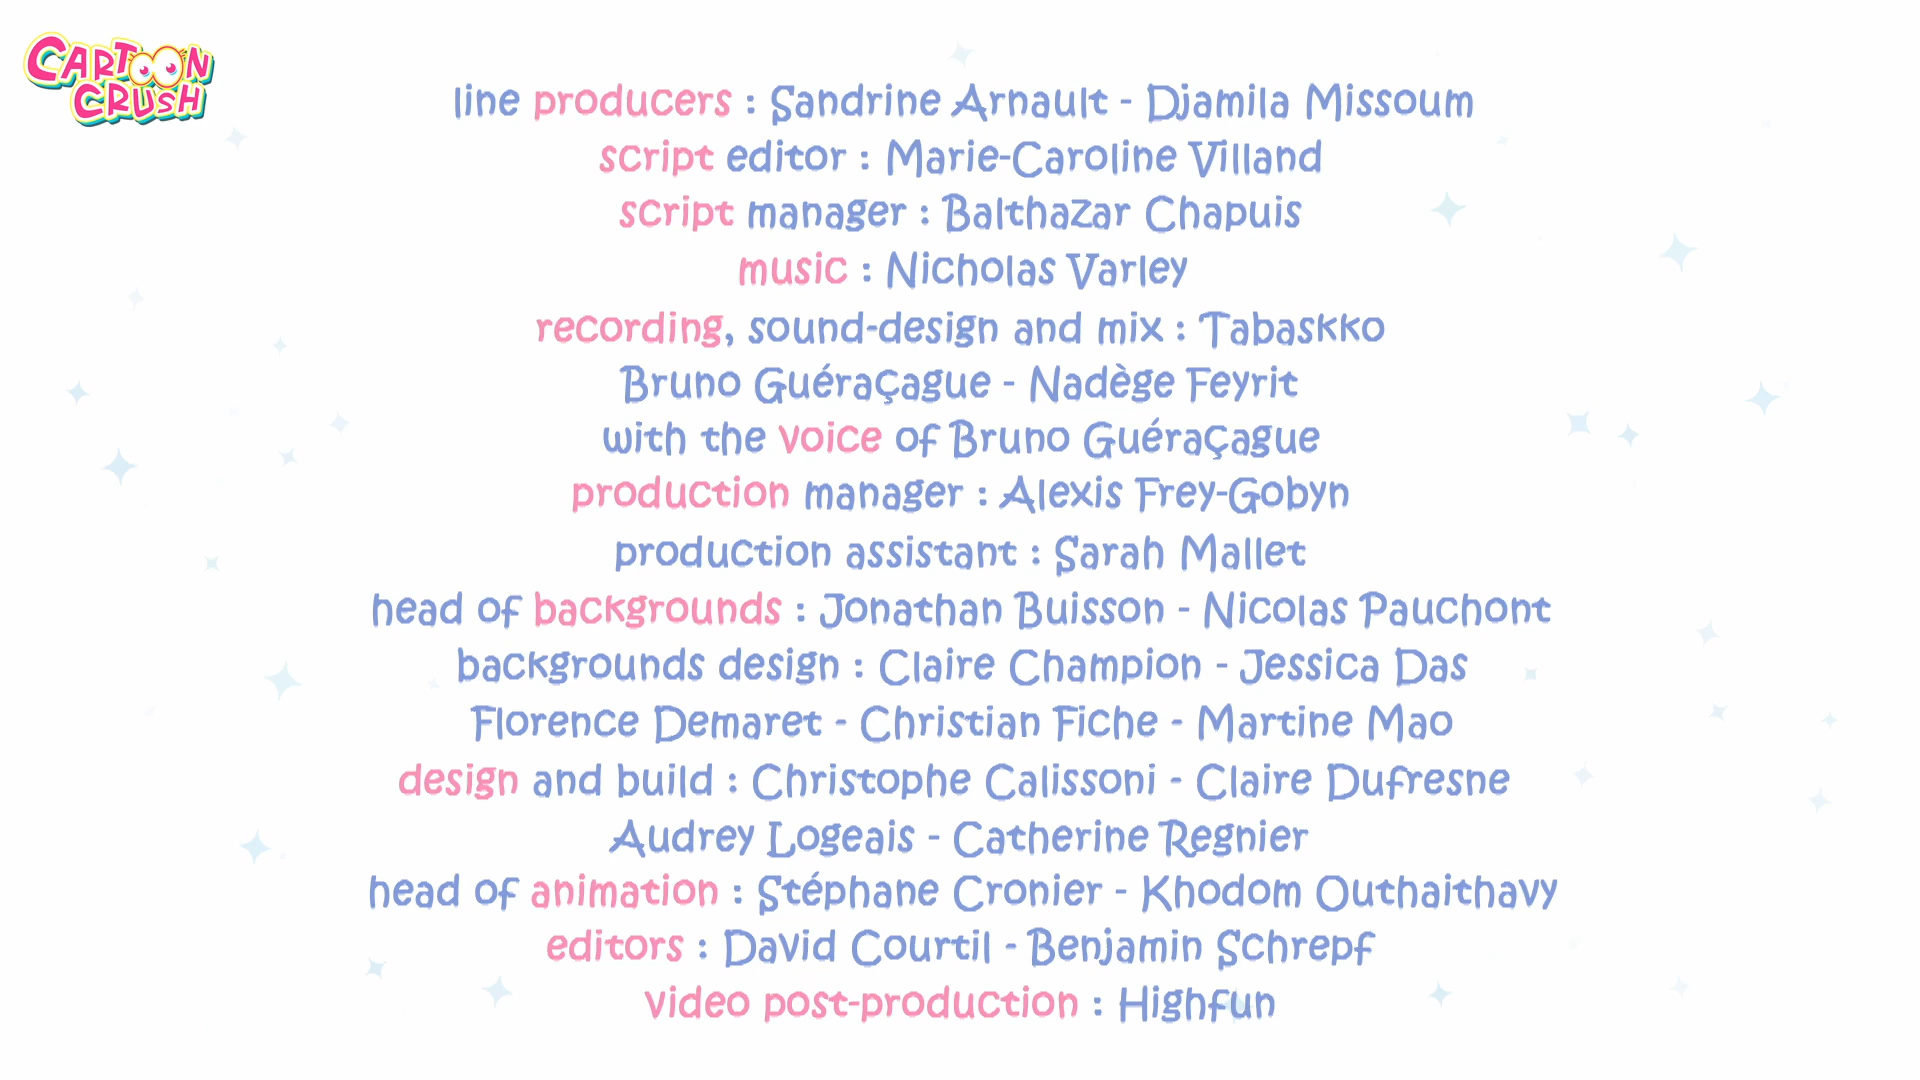 CARTOON
CRUSH
line producers : Sandrine Arnault - Djamila Missoum
script editor : Marie-Caroline Villand
script manager : Balthazar Chapuis
music : Nicholas Varley
recording, sound-design and mix : Tabaskko
Bruno Guéraçague - Nadège Feyrit
with the voice of Bruno Guéraçague
production manager : Alexis Frey-Gobyn
production assistant : Sarah Mallet
head of backgrounds : Jonathan Buisson - Nicolas Pauchont
backgrounds design : Claire Champion - Jessica Das
Florence Demaret - Christian Fiche - Martine Mao
design and build : Christophe Calissoni - Claire Dufresne
Audrey Logeais - Catherine Regnier
head of animation : Stéphane Cronier - Khodom Outhaithavy
editors : David Courtil - Benjamin Schrepf
video post-production : Highfun